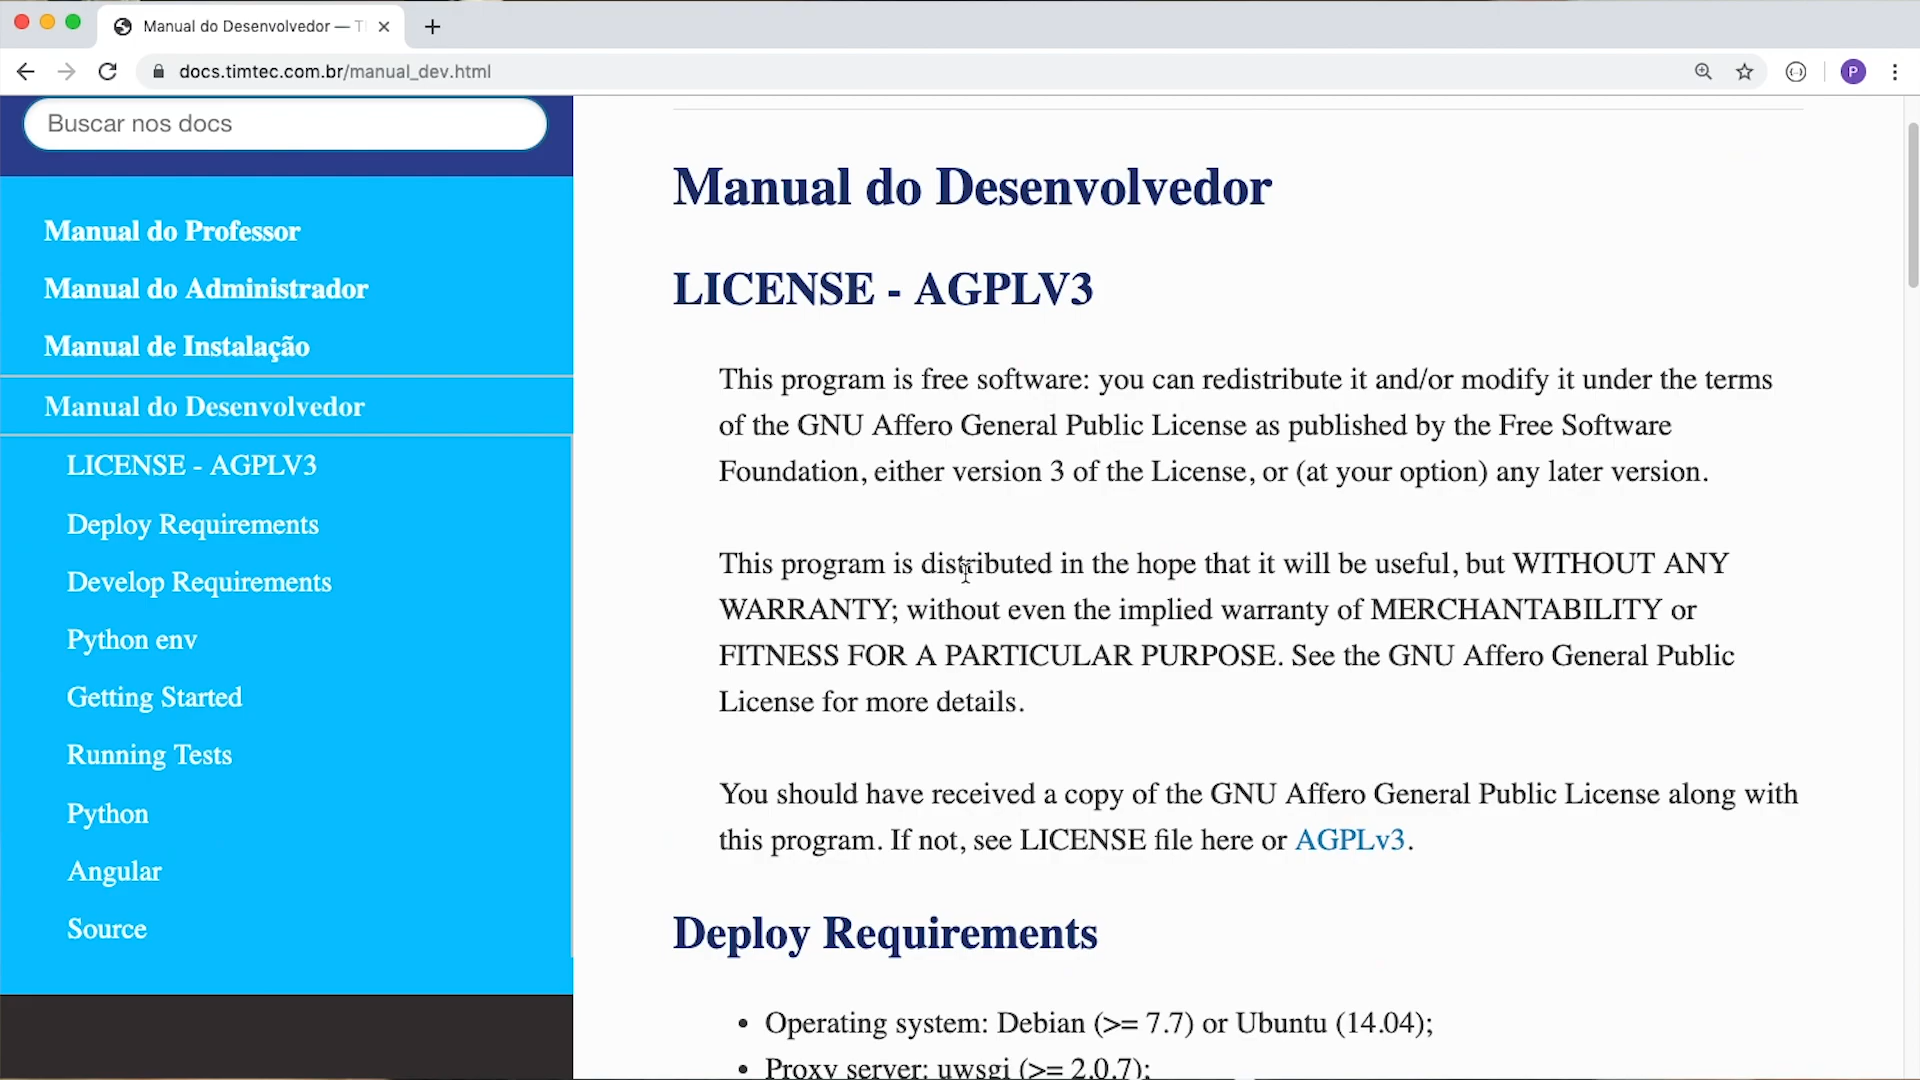 Manual do Desenvolvedor — T
docs.timtec.com.br/manual_dev.html
P
Buscar nos docs
Manual do Professor
Manual do Administrador
Manual de Instalação
Manual do Desenvolvedor
LICENSE - AGPLV3
Deploy Requirements
Develop Requirements
Python env
Getting Started
Running Tests
Python
Angular
Source
Manual do Desenvolvedor
LICENSE - AGPLV3
This program is free software: you can redistribute it and/or modify it under the terms
of the GNU Affero General Public License as published by the Free Software
Foundation, either version 3 of the License, or (at your option) any later version.
This program is distributed in the hope that it will be useful, but WITHOUT ANY
WARRANTY; without even the implied warranty of MERCHANTABILITY or
FITNESS FOR A PARTICULAR PURPOSE. See the GNU Affero General Public
License for more details.
You should have received a copy of the GNU Affero General Public License along with
this program. If not, see LICENSE file here or AGPLv3.
Deploy Requirements
• Operating system: Debian (>= 7.7) or Ubuntu (14.04);
• Proxy server: uwsgi (>= 2.0.7);